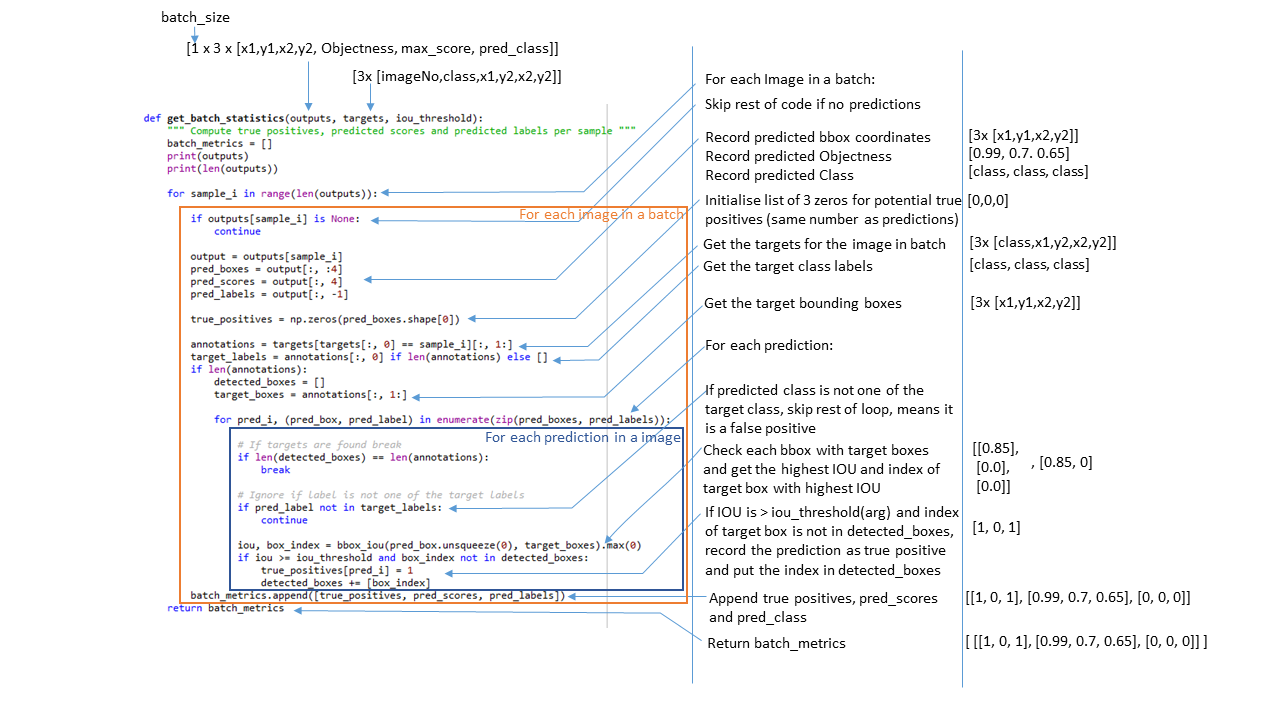 batch_size
[1 x 3 x [x1,y1,x2,y2, Objectness, max_score, pred_class]]
[3x [imageNo,class,x1,y2,x2,y2]]
def get_batch_statistics(outputs, targets, iou_threshold):
""" Compute true positives, predicted scores and predicted labels per sample """
batch_metrics = []
print(outputs)
print(len(outputs))
for sample_i in range(len(outputs)):
For each image in a batch
if outputs[sample_i] is None:
continue
output = outputs[sample_i]
pred_boxes = output[:, :4]
pred_scores = output[:, 4]
pred_labels = output[:, -1]
true_positives = np.zeros(pred_boxes.shape[0])
annotations = targets[targets[:, 0] == sample_i][:, 1:]
target_labels = annotations[:, 0] if len(annotations) else []
if len(annotations):
detected_boxes = []
target_boxes = annotations[:, 1:]
for pred_i, (pred_box, pred_label) in enumerate(zip(pred_boxes, pred_labels)):
For each prediction in a image
# If targets are found break
if len(detected_boxes) == len(annotations):
break
# Ignore if label is not one of the target labels
if pred_label not in target_labels:
continue
iou, box_index = bbox_iou(pred_box.unsqueeze(0), target_boxes).max(0)
if iou >= iou_threshold and box_index not in detected_boxes:
true_positives[pred_i] = 1
detected_boxes += [box_index]
batch_metrics.append([true_positives, pred_scores, pred_labels])
return batch_metrics
For each Image in a batch:
Skip rest of code if no predictions
Record predicted bbox coordinates
Record predicted Objectness
Record predicted Class
Initialise list of 3 zeros for potential true
positives (same number as predictions)
Get the targets for the image in batch
Get the target class labels
Get the target bounding boxes
For each prediction:
If predicted class is not one of the
target class, skip rest of loop, means it
is a false positive
Check each bbox with target boxes
and get the highest IOU and index of
target box with highest IOU
If IOU is > iou_threshold(arg) and index
of target box is not in detected_boxes,
record the prediction as true positive
and put the index in detected_boxes
Append true positives, pred_scores
and pred_class
Return batch_metrics
[3x [x1,y1,x2,y2]]
[0.99, 0.7. 0.65]
[class, class, class]
[0,0,0]
[3x [class,x1,y2,x2,y2]]
[class, class, class]
[3x [x1,y1,x2,y2]]
[[0.85],
[0.0],
[0.0]]
, [0.85, 0]
[1, 0, 1]
[[1, 0, 1], [0.99, 0.7, 0.65], [0, 0, 0]]
[ [[1, 0, 1], [0.99, 0.7, 0.65], [0, 0, 0]] ]